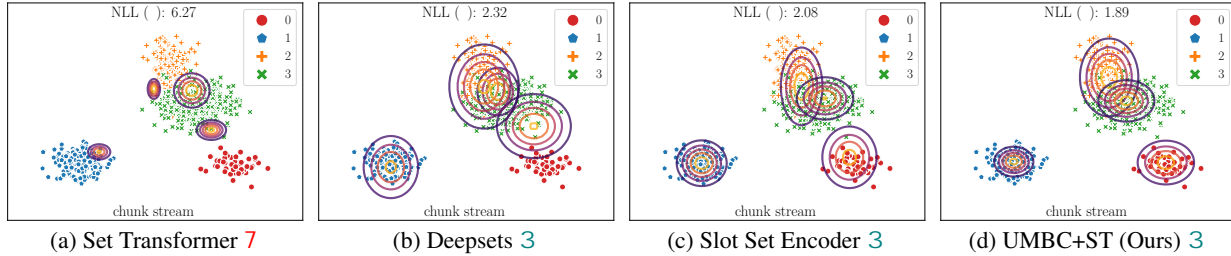 NLL ( ): 6.27
0
1
2
3
chunk stream
(a) Set Transformer 7
NLL ( ): 2.32
0
1
2
3
chunk stream
(b) Deepsets 3
NLL ( ): 2.08
0
1
2
3
chunk stream
(c) Slot Set Encoder 3
NLL ( ): 1.89
0
1
2
3
chunk stream
(d) UMBC+ST (Ours) 3